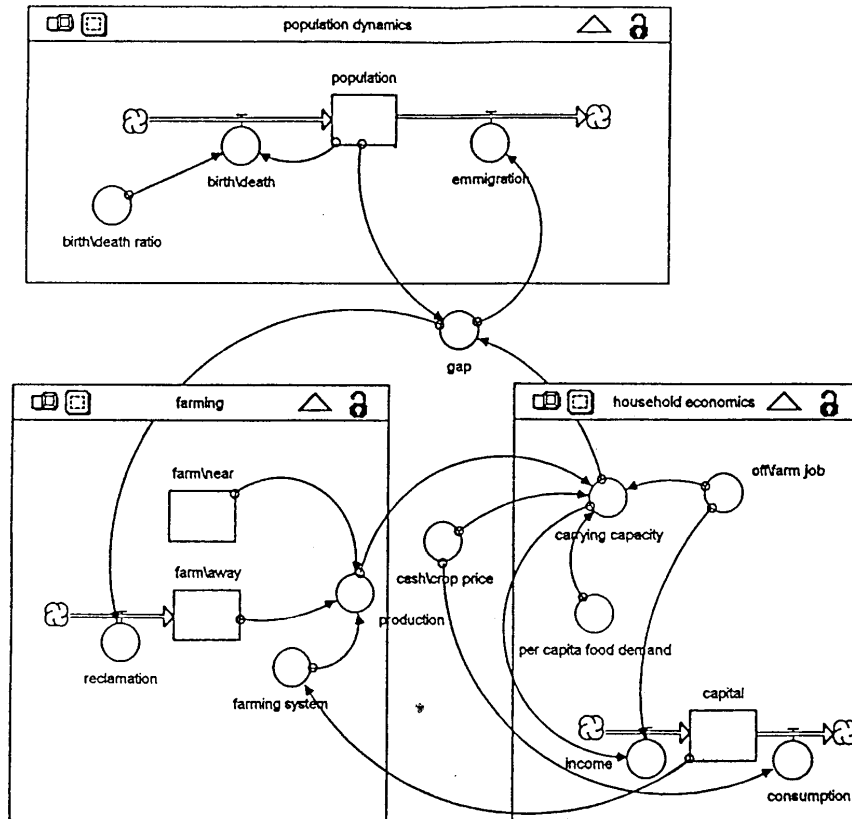 population dynamics
population
birth\death
emmigration
birth\death ratio
gap
farming
household economics
farm\near
off\farm job
carrying capacity
farm\away
cash\crop price
production
per capita food demand
reclamation
farming system
capital
income
consumption